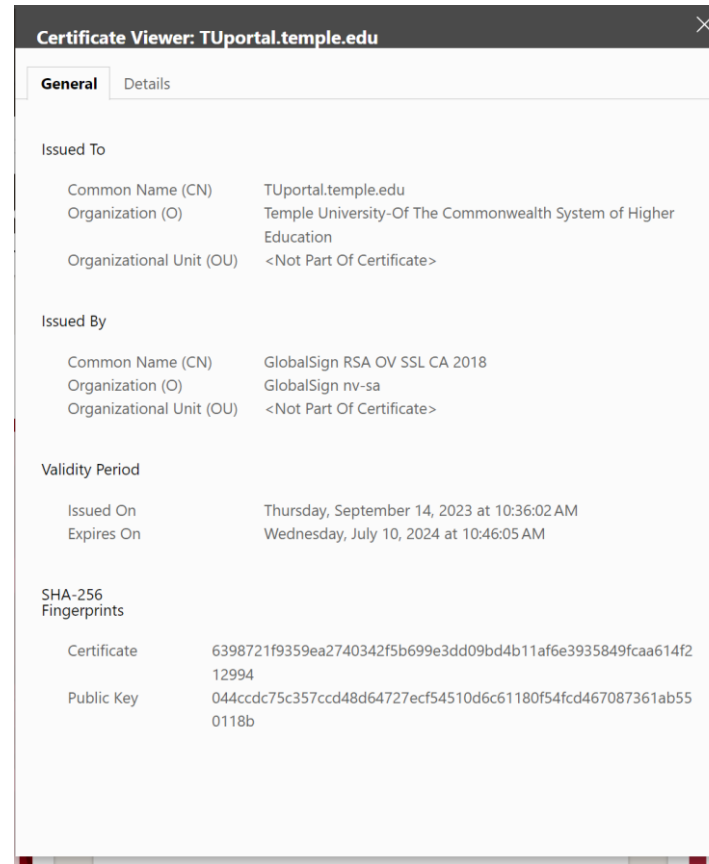 Certificate Viewer: TUportal.temple.edu
General Details
Issued To
Common Name (CN) TUportal.temple.edu
Organization (O) Temple University-Of The Commonwealth System of Higher
Education
Organizational Unit (OU) <Not Part Of Certificate>
Issued By
Common Name (CN) GlobalSign RSA OV SSL CA 2018
Organization (O) GlobalSign nv-sa
Organizational Unit (OU) <Not Part Of Certificate>
Validity Period
Issued On Thursday, September 14, 2023 at 10:36:02 AM
Expires On Wednesday, July 10, 2024 at 10:46:05 AM
SHA-256
Fingerprints
Certificate 6398721f9359ea2740342f5b699e3dd09bd4b11af6e3935849fcaa614f2
12994
Public Key 044ccdc75c357ccd48d64727ecf54510d6c61180f54fcd467087361ab55
0118b